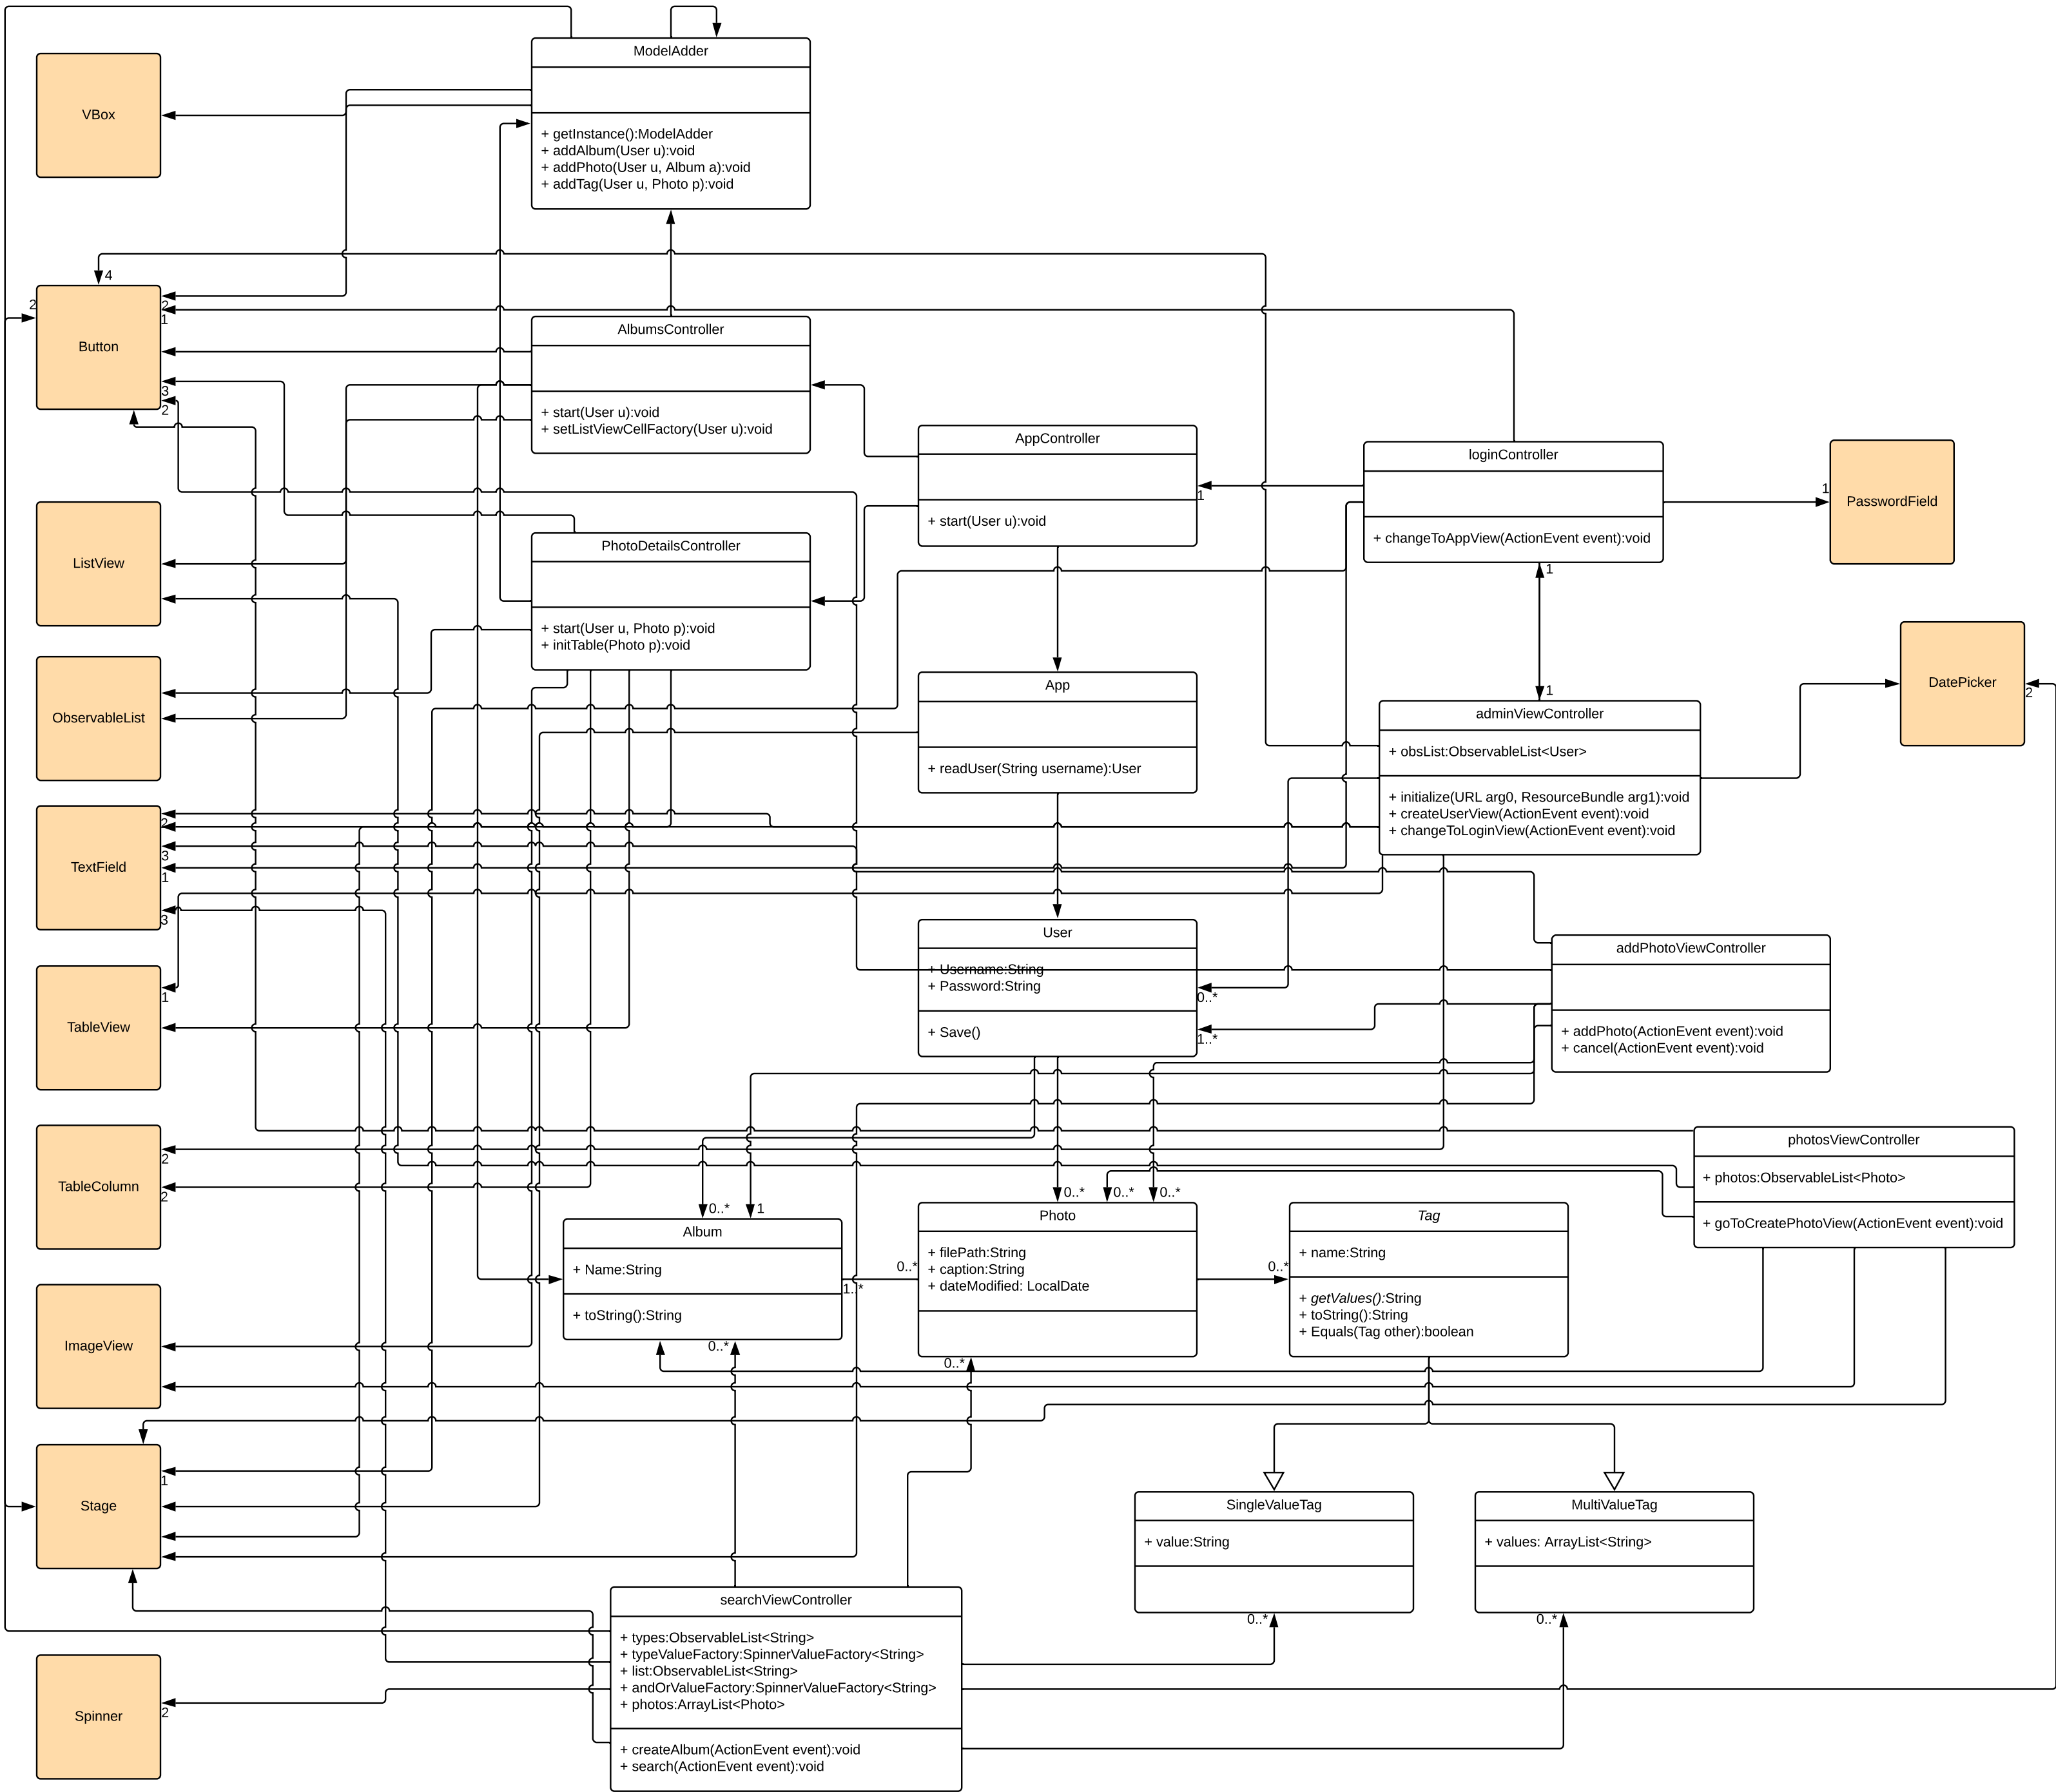 ModelAdder
+ getInstance():ModelAdder
+ addAlbum(User u):void
+ addPhoto(User u, Album a):void
+ addTag(User u, Photo p):void
VBox
4
2
2
1
Button
3
2
AlbumsController
+ start(User u):void
+ setListViewCellFactory(User u):void
AppController
+ start(User u):void
1
loginController
+ changeToAppView(ActionEvent event):void
1
1
PasswordField
ListView
PhotoDetailsController
+ start(User u, Photo p):void
+ initTable(Photo p):void
ObservableList
App
+ readUser(String username):User
1
adminViewController
+ obsList:ObservableList<User>
+ initialize(URL arg0, ResourceBundle arg1):void
+ createUserView(ActionEvent event):void
+ changeToLoginView(ActionEvent event):void
DatePicker
2
2
3
TextField
1
3
User
+ Username:String
+ Password:String
+ Save()
0..*
1..*
addPhotoViewController
+ addPhoto(ActionEvent event):void
+ cancel(ActionEvent event):void
1
TableView
2
TableColumn
2
photosViewController
+ photos:ObservableList<Photo>
+ goToCreatePhotoView(ActionEvent event):void
0..*
1
Album
+ Name:String
+ toString():String
0..*
1..*
0..*
0..*
0..*
0..*
Photo
+ filePath:String
+ caption:String
+ dateModified: LocalDate
0..*
0..*
Tag
+ name:String
+ getValues():String
+ toString():String
+ Equals(Tag other):boolean
ImageView
Stage
1
SingleValueTag
+ value:String
0..*
MultiValueTag
+ values: ArrayList<String>
0..*
searchViewController
+ types:ObservableList<String>
+ typeValueFactory:SpinnerValueFactory<String>
+ list:ObservableList<String>
+ andOrValueFactory:SpinnerValueFactory<String>
+ photos:ArrayList<Photo>
+ createAlbum(ActionEvent event):void
+ search(ActionEvent event):void
Spinner
2